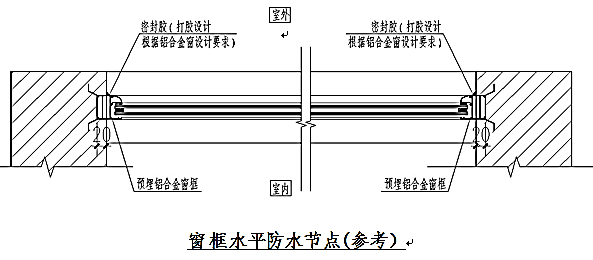 室外
密封胶(打胶设计
根据铝合金窗设计要求)
密封胶(打胶设计
根据铝合金窗设计要求)
20
20
预埋铝合金窗框
室内
预埋铝合金窗框
窗框水平防水节点(参考)